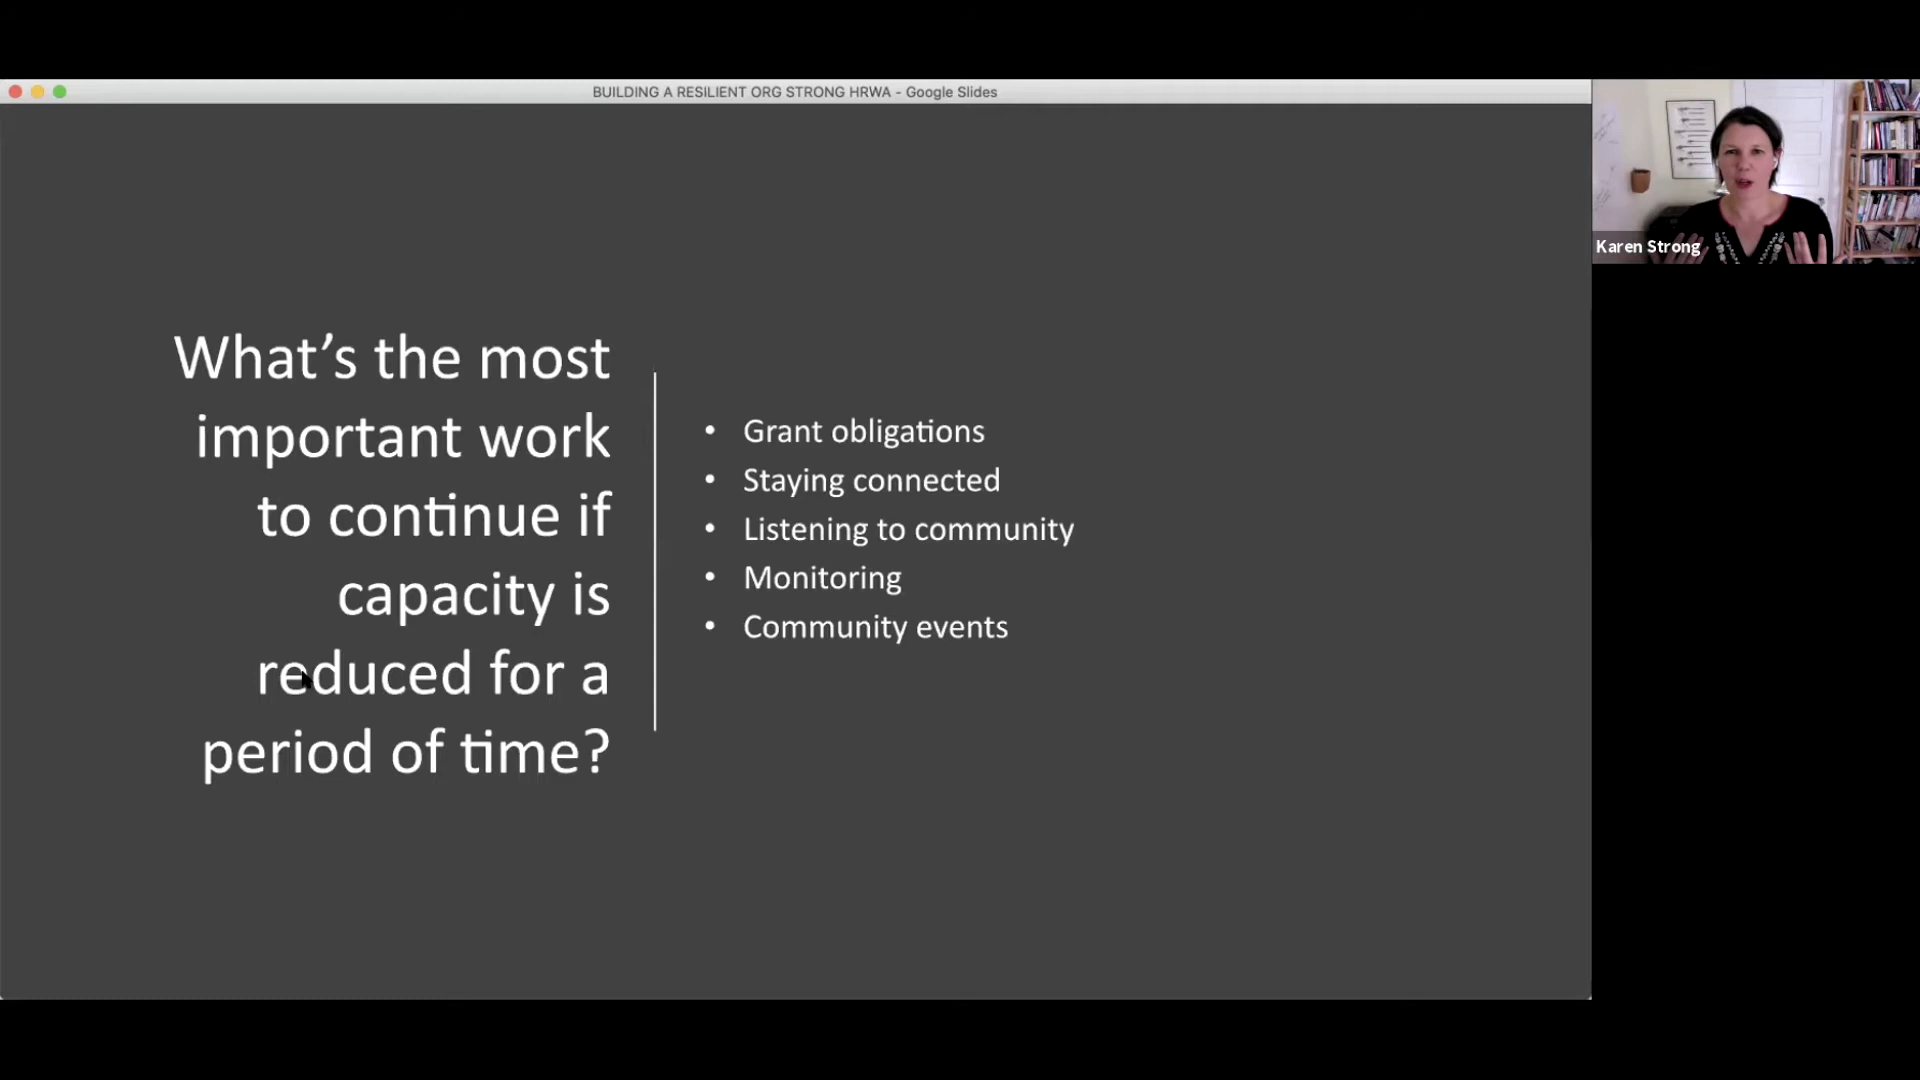 BUILDING A RESILIENT ORG STRONG HRWA - Google Slides
Karen Strong
What’s the most
important work
to continue if
capacity is
reduced for a
period of time?
• Grant obligations
• Staying connected
• Listening to community
• Monitoring
• Community events